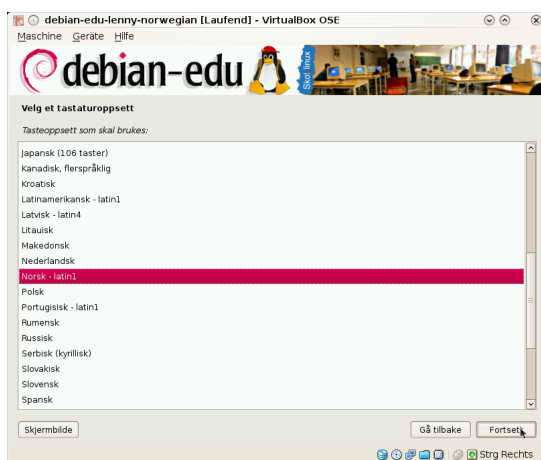 debian-edu-lenny-norwegian [Laufend] - VirtualBox OSE
Maschine Geräte Hilfe
debian-edu
Skolelinux
Velg et tastaturoppsett
Tasteoppsett som skal brukes:
Japansk (106 taster)
Kanadisk, flerspråklig
Kroatisk
Latinamerikansk - latin1
Latvisk - latin4
Litauisk
Makedonsk
Nederlandsk
Norsk - latin1
Polsk
Portugisisk - latin1
Rumensk
Russisk
Serbisk (kyrillisk)
Slovakisk
Slovensk
Spansk
Skjermbilde
Gå tilbake
Fortsett
Strg Rechts